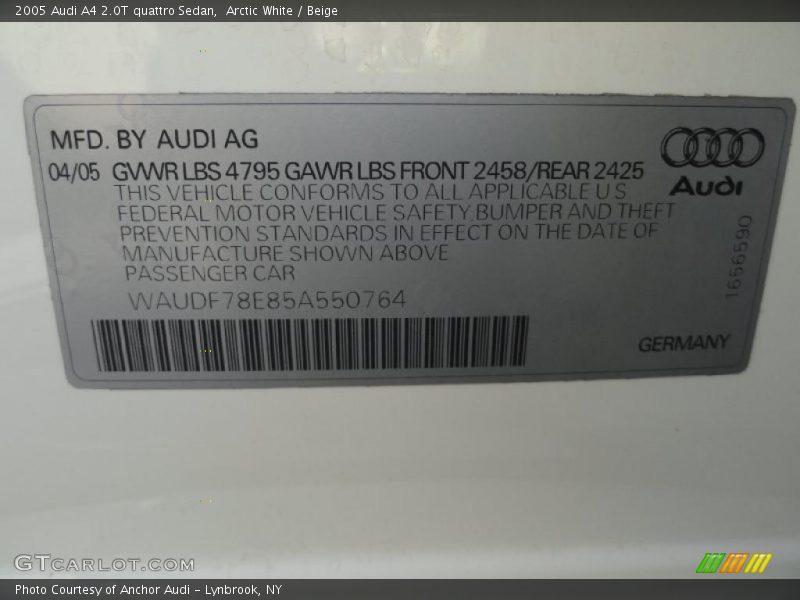 2005 Audi A4 2.0T quattro Sedan,  Arctic White / Beige
MFD. BY AUDI AG
04/05 GVWR LBS 4795 GAWR LBS FRONT 2458/REAR 2425
THIS VEHICLE CONFORMS TO ALL APPLICABLE U S
FEDERAL MOTOR VEHICLE SAFETY,BUMPER AND THEFT
PREVENTION STANDARDS IN EFFECT ON THE DATE OF
MANUFACTURE SHOWN ABOVE
PASSENGER CAR
WAUDF78E85A550764
Audi
1656590
GERMANY
GTCARLOT.COM
Photo Courtesy of Anchor Audi - Lynbrook, NY